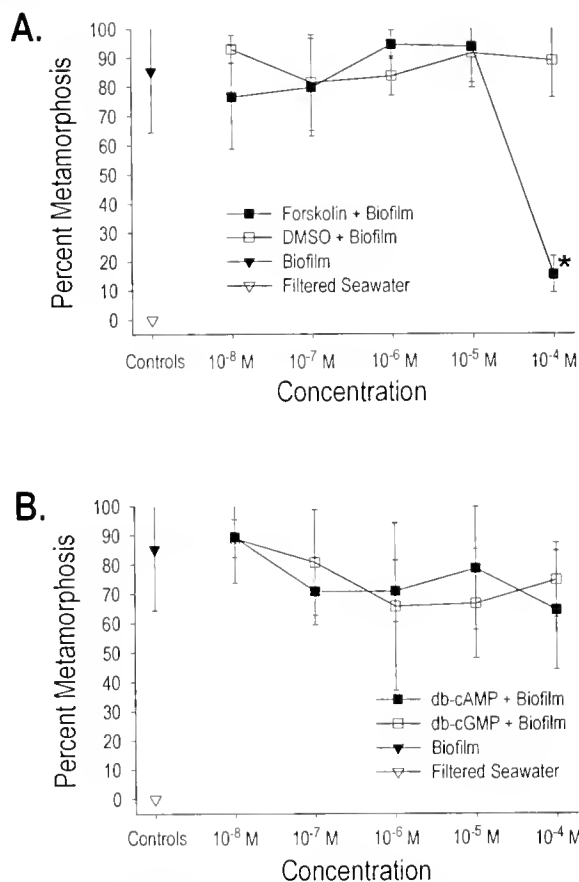 A.
Percent Metamorphosis
100
90
80
70
60
50
40
30
20
10
0
Forskolin + Biofilm
DMSO + Biofilm
Biofilm
Filtered Seawater
*
Controls 10⁻⁸ M 10⁻⁷ M 10⁻⁶ M 10⁻⁵ M 10⁻⁴ M
Concentration
B.
Percent Metamorphosis
100
90
80
70
60
50
40
30
20
10
0
db-cAMP + Biofilm
db-cGMP + Biofilm
Biofilm
Filtered Seawater
Controls 10⁻⁸ M 10⁻⁷ M 10⁻⁶ M 10⁻⁵ M 10⁻⁴ M
Concentration